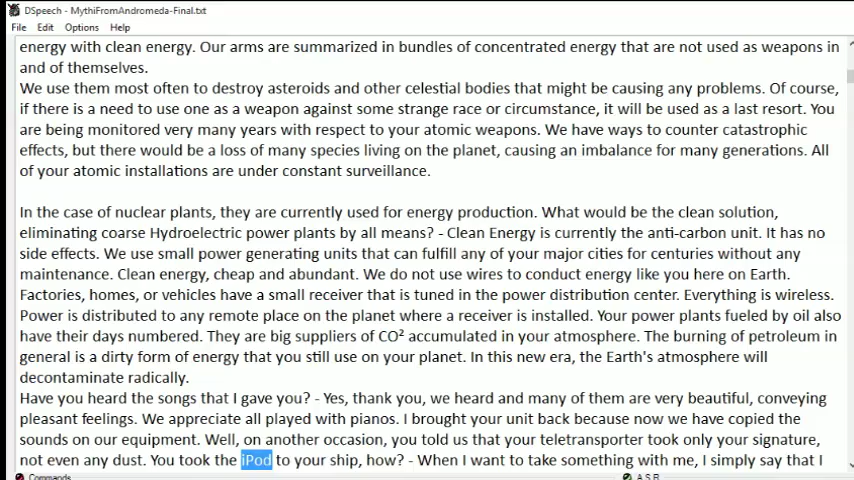 DSpeech - MythiFromAndromeda-Final.txt
File Edit Options Help
energy with clean energy. Our arms are summarized in bundles of concentrated energy that are not used as weapons in
and of themselves.
We use them most often to destroy asteroids and other celestial bodies that might be causing any problems. Of course,
if there is a need to use one as a weapon against some strange race or circumstance, it will be used as a last resort. You
are being monitored very many years with respect to your atomic weapons. We have ways to counter catastrophic
effects, but there would be a loss of many species living on the planet, causing an imbalance for many generations. All
of your atomic installations are under constant surveillance.
In the case of nuclear plants, they are currently used for energy production. What would be the clean solution,
eliminating coarse Hydroelectric power plants by all means? - Clean Energy is currently the anti-carbon unit. It has no
side effects. We use small power generating units that can fulfill any of your major cities for centuries without any
maintenance. Clean energy, cheap and abundant. We do not use wires to conduct energy like you here on Earth.
Factories, homes, or vehicles have a small receiver that is tuned in the power distribution center. Everything is wireless.
Power is distributed to any remote place on the planet where a receiver is installed. Your power plants fueled by oil also
have their days numbered. They are big suppliers of CO² accumulated in your atmosphere. The burning of petroleum in
general is a dirty form of energy that you still use on your planet. In this new era, the Earth's atmosphere will
decontaminate radically.
Have you heard the songs that I gave you? - Yes, thank you, we heard and many of them are very beautiful, conveying
pleasant feelings. We appreciate all played with pianos. I brought your unit back because now we have copied the
sounds on our equipment. Well, on another occasion, you told us that your teletransporter took only your signature,
not even any dust. You took the iPod to your ship, how? - When I want to take something with me, I simply say that I
Commands A.S.R.